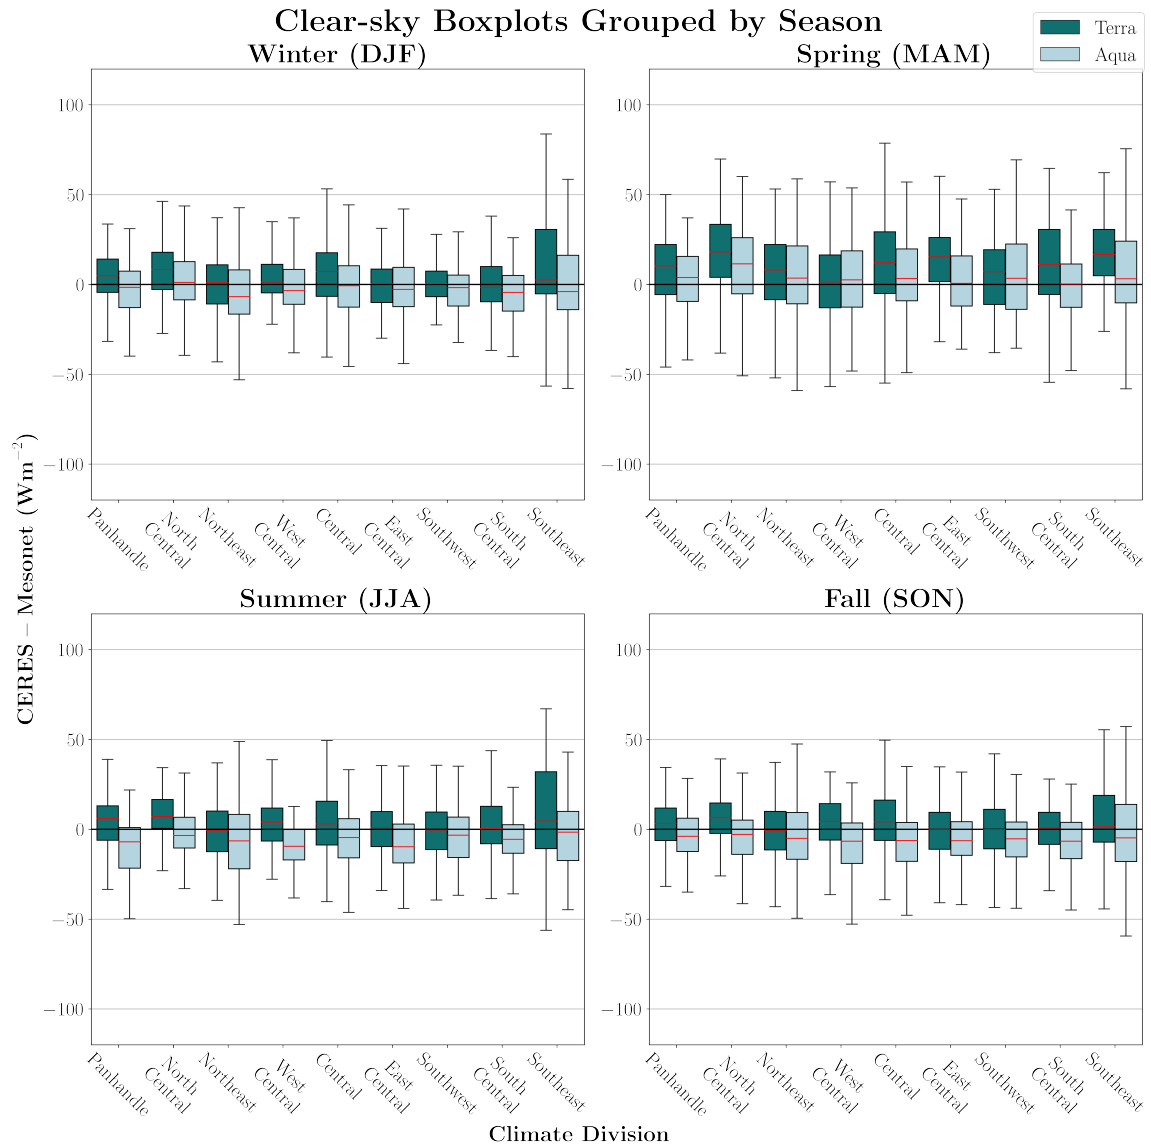 Clear-sky Boxplots Grouped by Season
Terra
Aqua
Winter (DJF)
100
50
0
−50
−100
Panhandle
North
Central
Northeast
West
Central
Central
East
Central
Southwest
South
Central
Southeast
Spring (MAM)
100
50
0
−50
−100
Panhandle
North
Central
Northeast
West
Central
Central
East
Central
Southwest
South
Central
Southeast
CERES − Mesonet (Wm⁻²)
Summer (JJA)
100
50
0
−50
−100
Panhandle
North
Central
Northeast
West
Central
Central
East
Central
Southwest
South
Central
Southeast
Fall (SON)
100
50
0
−50
−100
Panhandle
North
Central
Northeast
West
Central
Central
East
Central
Southwest
South
Central
Southeast
Climate Division